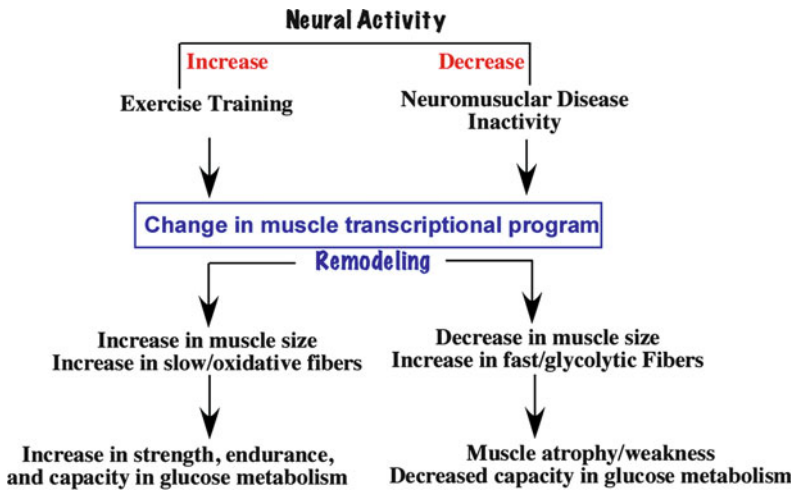 Neural Activity
Increase
Decrease
Exercise Training
Neuromusuclar Disease
Inactivity
Change in muscle transcriptional program
Remodeling
Increase in muscle size
Increase in slow/oxidative fibers
Decrease in muscle size
Increase in fast/glycolytic Fibers
Increase in strength, endurance,
and capacity in glucose metabolism
Muscle atrophy/weakness
Decreased capacity in glucose metabolism